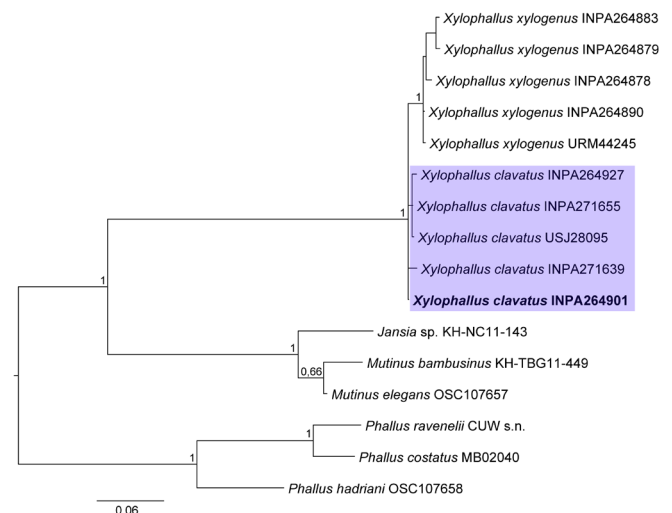 Xylophallus xylogenus INPA264883
Xylophallus xylogenus INPA264879
Xylophallus xylogenus INPA264878
1
Xylophallus xylogenus INPA264890
Xylophallus xylogenus URM44245
Xylophallus clavatus INPA264927
Xylophallus clavatus INPA271655
1
Xylophallus clavatus USJ28095
Xylophallus clavatus INPA271639
1
Xylophallus clavatus INPA264901
Jansia sp. KH-NC11-143
1
Mutinus bambusinus KH-TBG11-449
0,66
Mutinus elegans OSC107657
Phallus ravenelii CUW s.n.
1
Phallus costatus MB02040
1
Phallus hadriani OSC107658
0.06